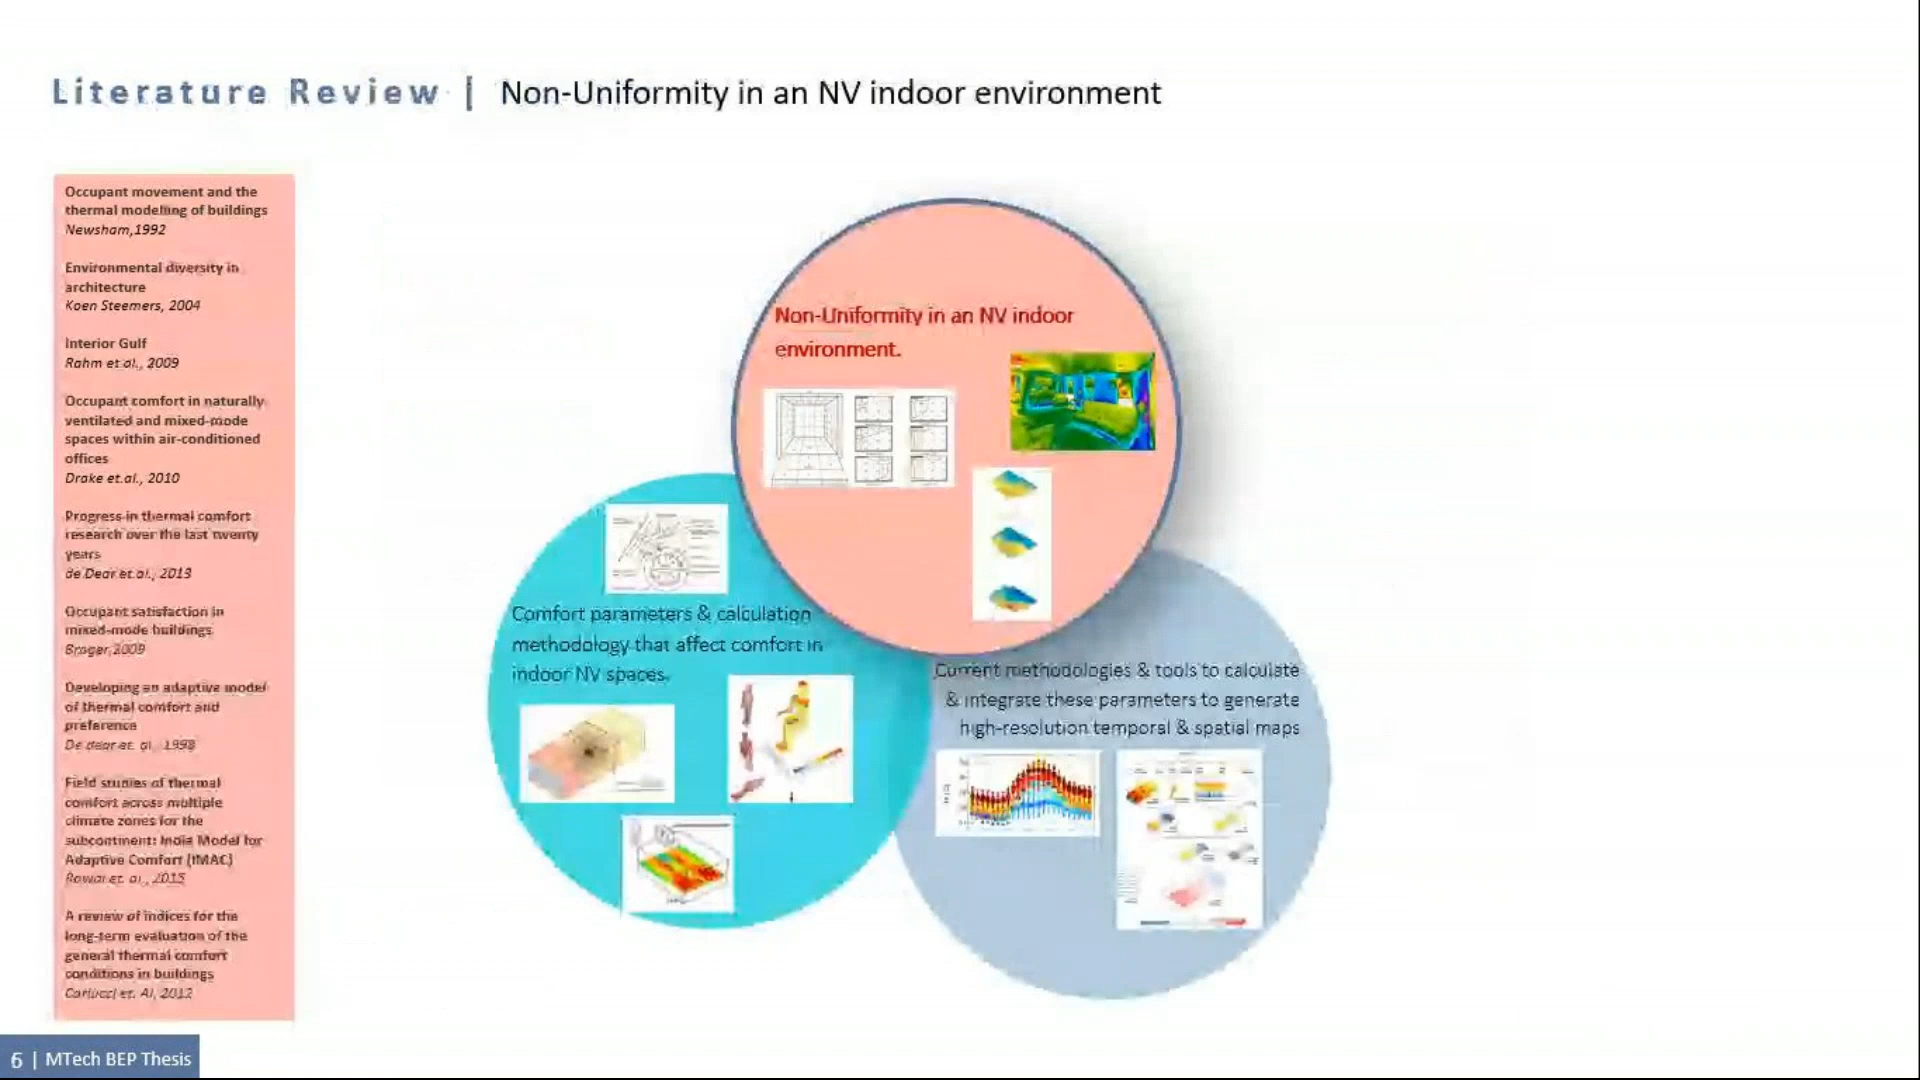 Literature Review | Non-Uniformity in an NV indoor environment
Occupant movement and the
thermal modelling of buildings
Newsham,1992
Environmental diversity in
architecture
Koen Steemers, 2004
Interior Gulf
Rahm et.al., 2009
Occupant comfort in naturally
ventilated and mixed-mode
spaces within air-conditioned
offices
Drake et.al., 2010
Progress in thermal comfort
research over the last twenty
years
de Dear et.al., 2013
Occupant satisfaction in
mixed-mode buildings
Brager,2009
Developing an adaptive model
of thermal comfort and
preference
De dear et. al., 1998
Field studies of thermal
comfort across multiple
climate zones for the
subcontinent: India Model for
Adaptive Comfort (IMAC)
et. al., 2015
A review of indices for the
long-term evaluation of the
general thermal comfort
conditions in buildings
Carlucci et. Al, 2012
Non-Uniformity in an NV indoor
environment.
Comfort parameters & calculation
methodology that affect comfort in
indoor NV spaces.
Current methodologies & tools to calculate
& integrate these parameters to generate
high-resolution temporal & spatial maps
6 | MTech BEP Thesis